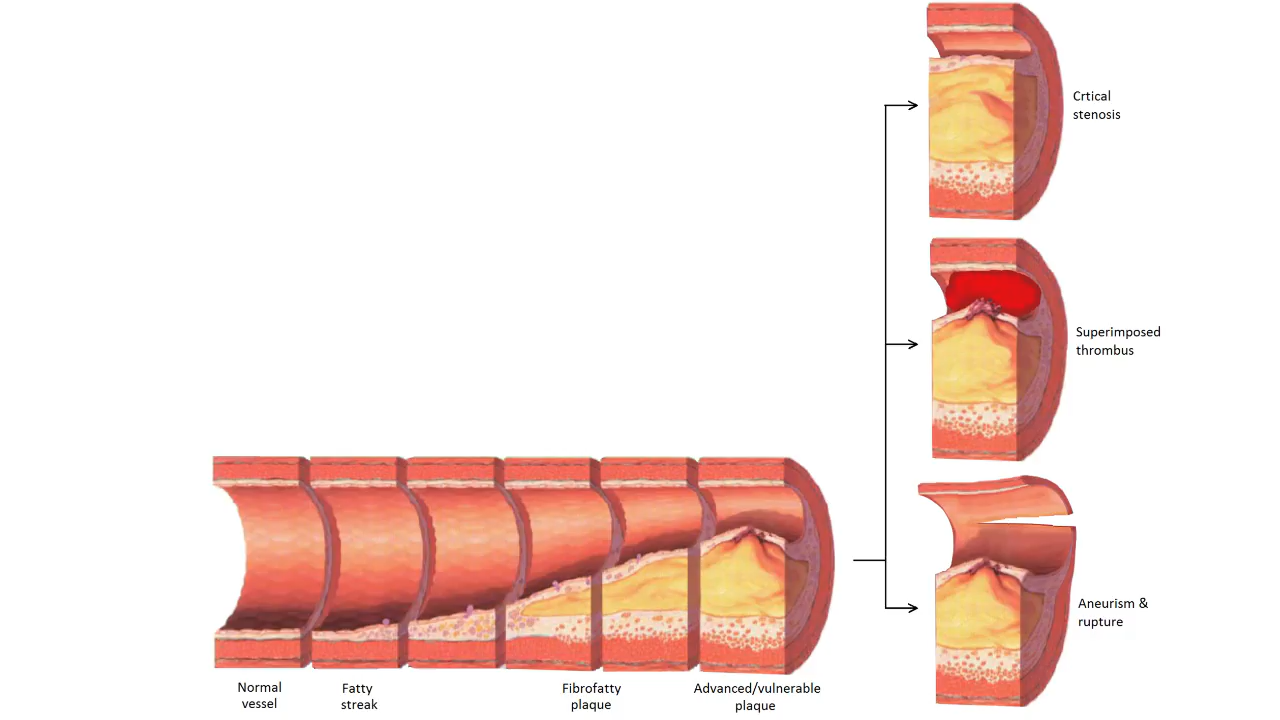 Crtical
stenosis
Superimposed
thrombus
Aneurism &
rupture
Normal
vessel
Fatty
streak
Fibrofatty
plaque
Advanced/vulnerable
plaque